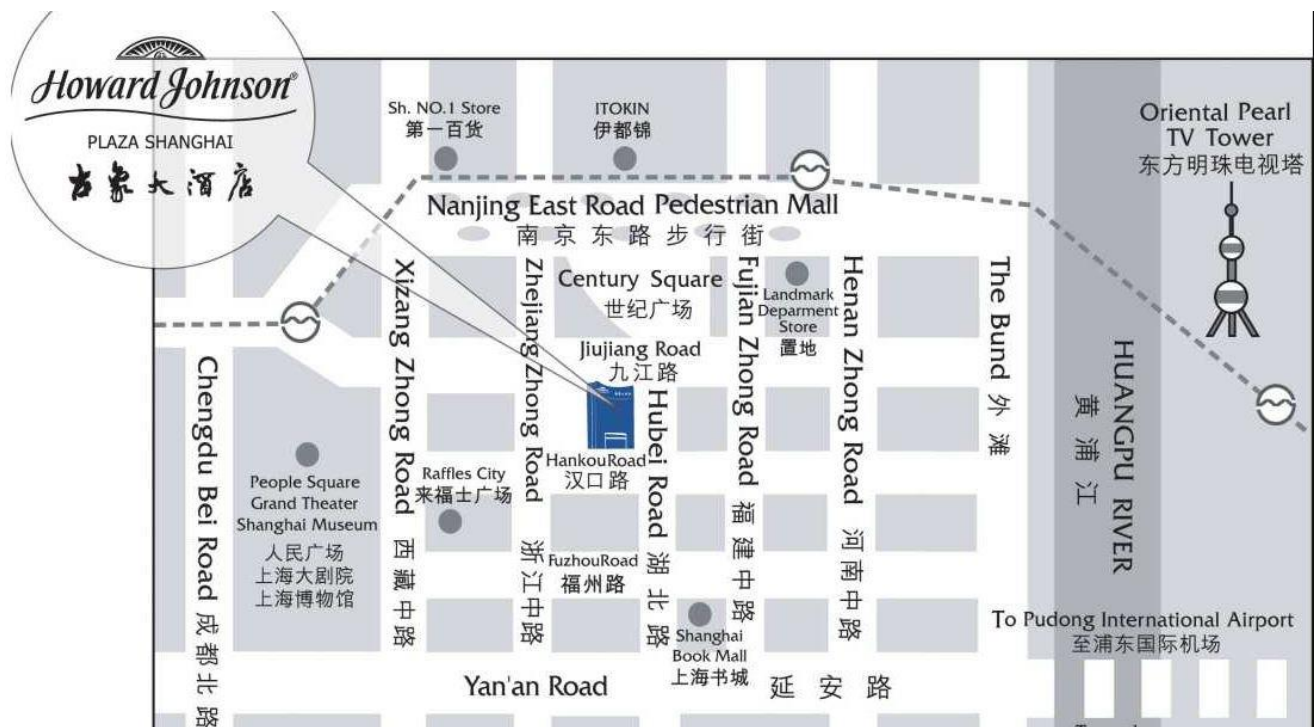 Howard Johnson®
PLAZA SHANGHAI
古象大酒店
Sh. NO.1 Store
第一百货
ITOKIN
伊都锦
Oriental Pearl
TV Tower
东方明珠电视塔
Nanjing East Road Pedestrian Mall
南京东路步行街
Century Square
世纪广场
Landmark
Deparment
Store
置地
Jiujiang Road
九江路
HankouRoad
汉口路
Raffles City
来福士广场
People Square
Grand Theater
Shanghai Museum
人民广场
上海大剧院
上海博物馆
FuzhouRoad
福州路
Shanghai
Book Mall
上海书城
Chengdu Bei Road 成都北路
Xizang Zhong Road 西藏中路
Zhejiang Zhong Road 浙江中路
Hubei Road 湖北路
Fujian Zhong Road 福建中路
Henan Zhong Road 河南中路
The Bund 外滩
HUANGPU RIVER
黄浦江
To Pudong International Airport
至浦东国际机场
Yan'an Road 延安路